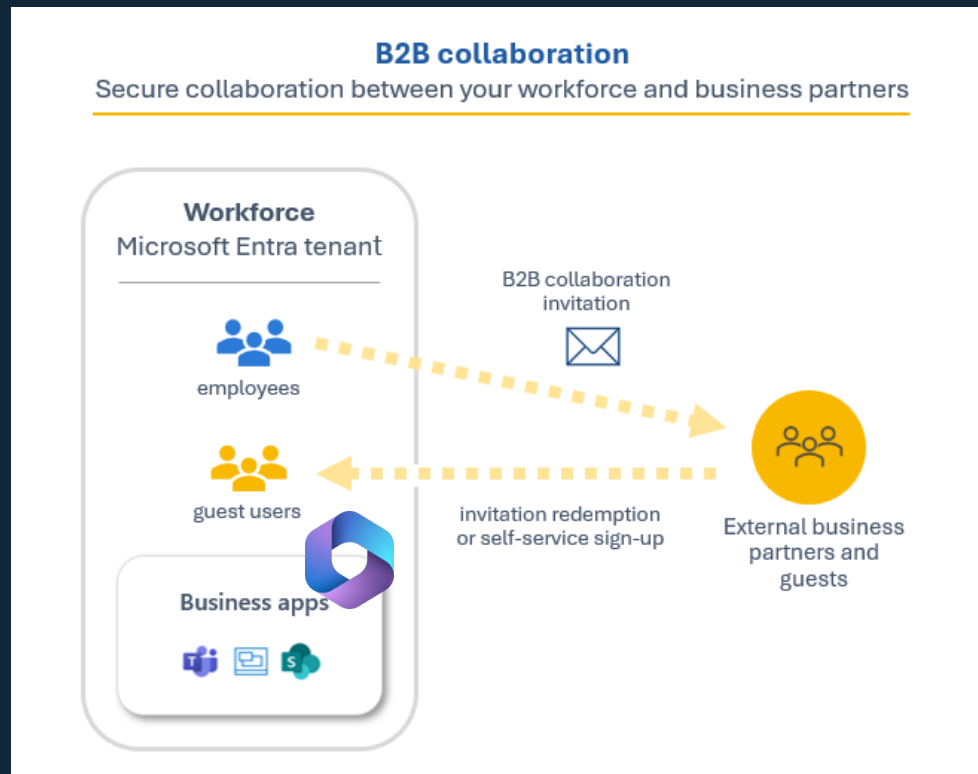 B2B collaboration
Secure collaboration between your workforce and business partners
Workforce
Microsoft Entra tenant
B2B collaboration
invitation
employees
guest users
invitation redemption
or self-service sign-up
External business
partners and
guests
Business apps
T
S